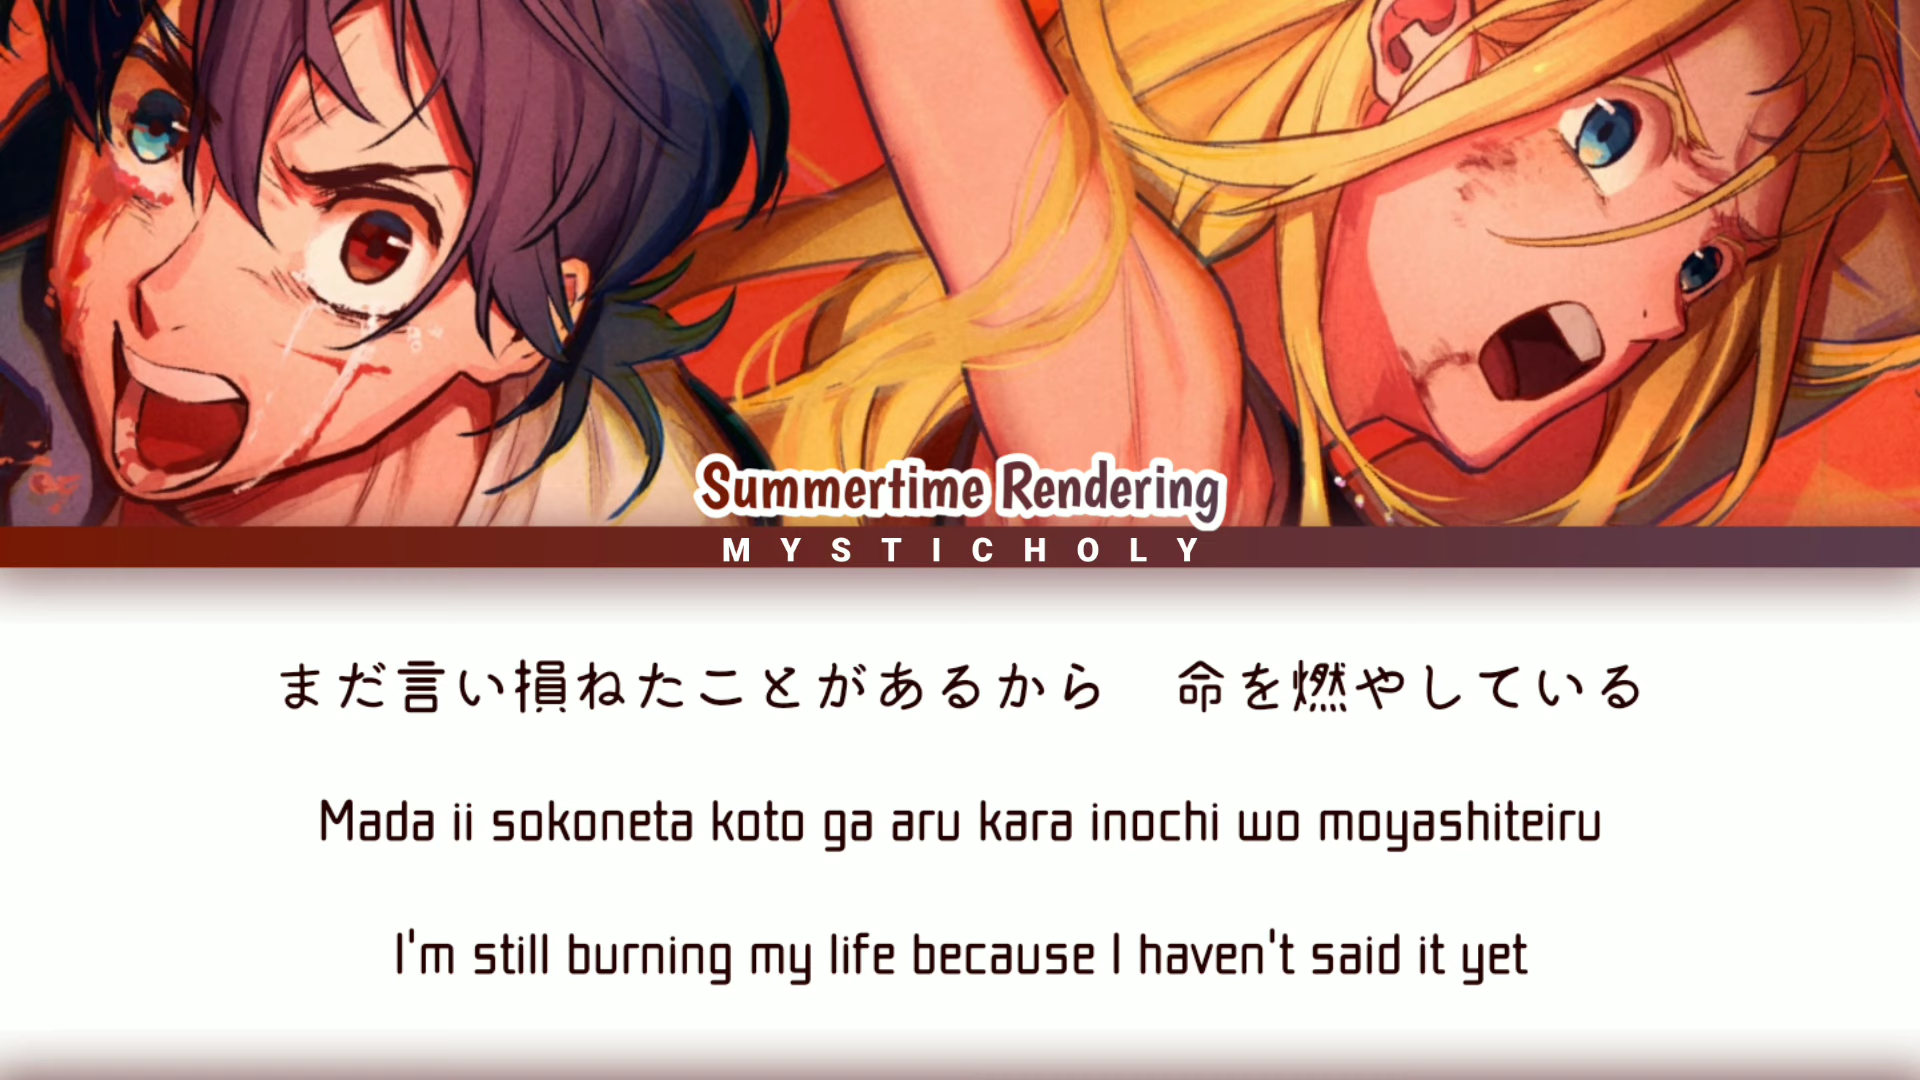 Summertime Rendering
MYSTICHOLY
まだ言い損ねたことがあるから　命を燃やしている
Mada ii sokoneta koto ga aru kara inochi wo moyashiteiru
I'm still burning my life because I haven't said it yet